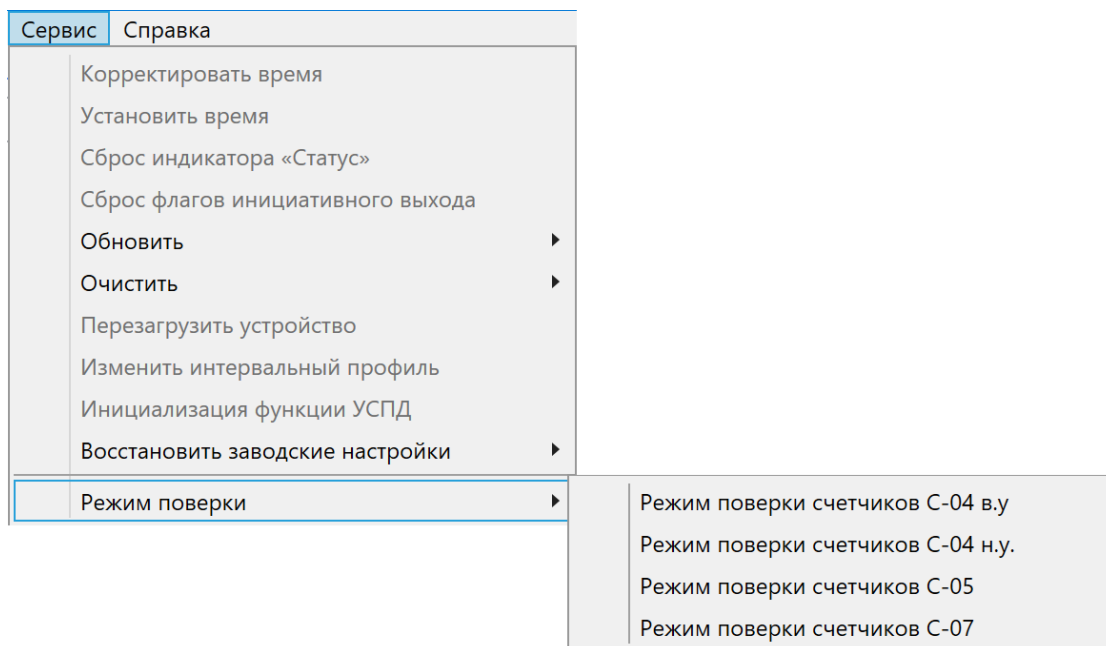 Сервис Справка
Корректировать время
Установить время
Сброс индикатора «Статус»
Сброс флагов инициативного выхода
Обновить
Очистить
Перезагрузить устройство
Изменить интервальный профиль
Инициализация функции УСПД
Восстановить заводские настройки
Режим поверки
Режим поверки счетчиков С-04 в.у
Режим поверки счетчиков С-04 н.у.
Режим поверки счетчиков С-05
Режим поверки счетчиков С-07